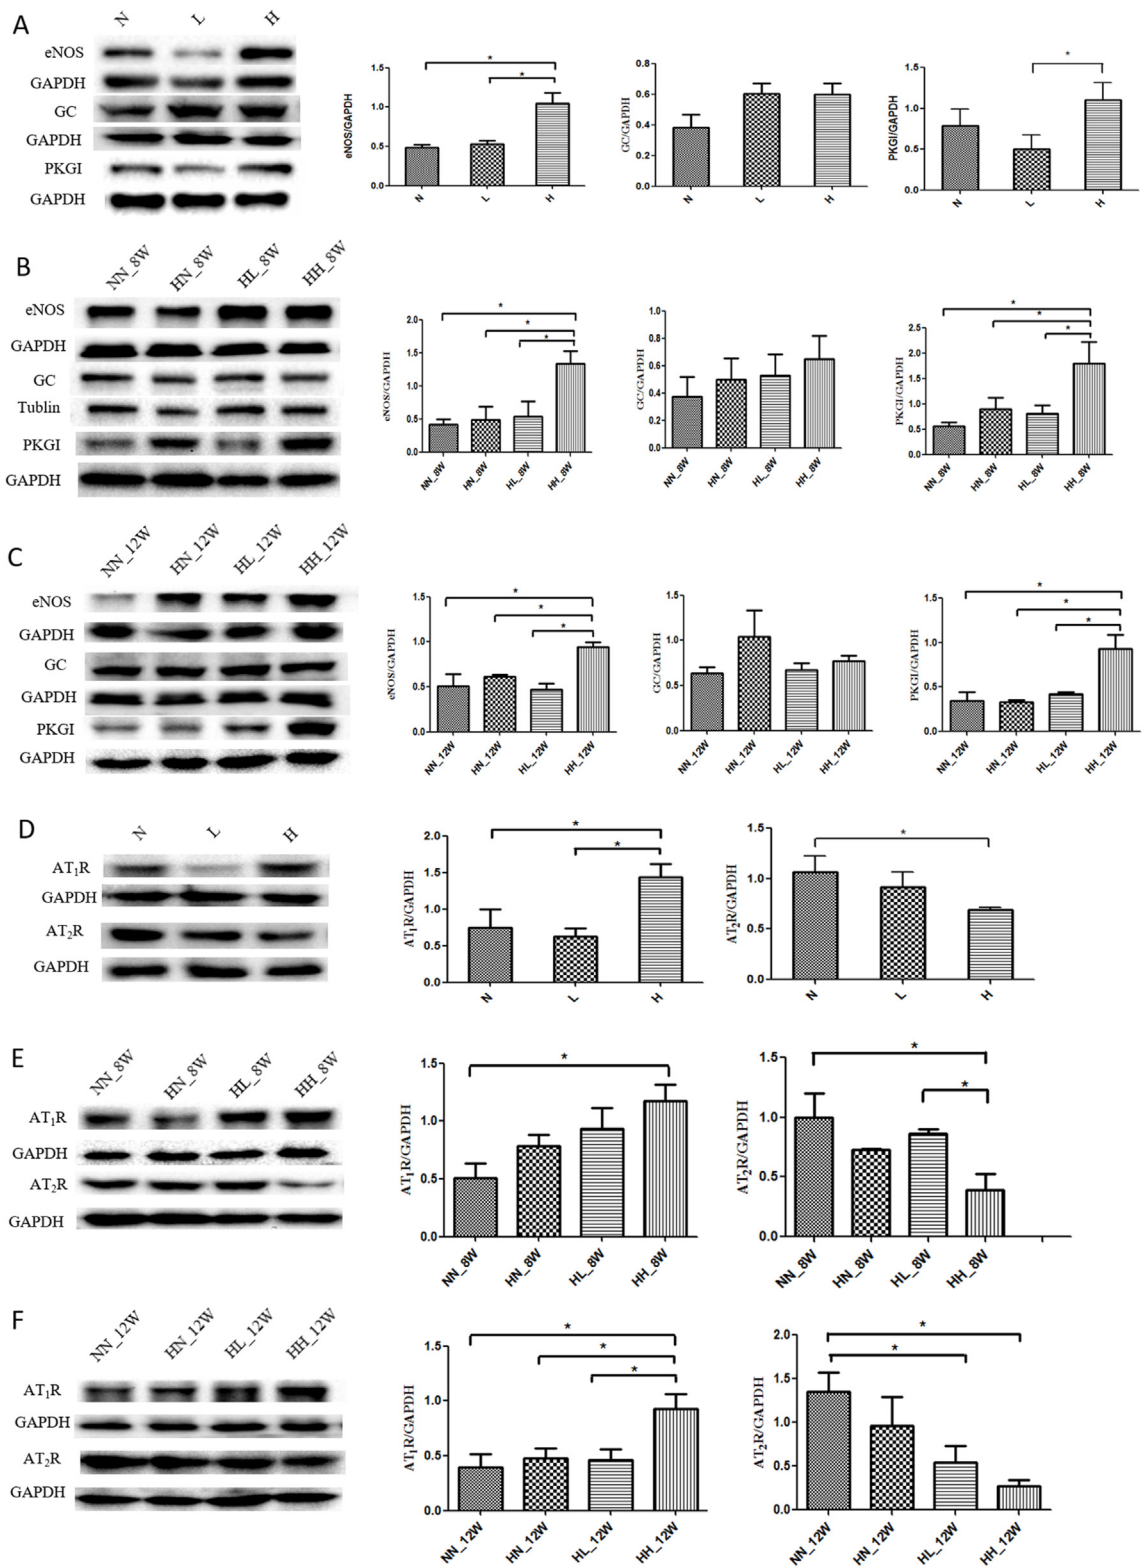 A
N L H
eNOS
GAPDH
GC
GAPDH
PKGI
GAPDH
eNOS/GAPDH
1.5
1.0
0.5
0.0
* *
N L H
GC/GAPDH
0.8
0.6
0.4
0.2
0.0
N L H
PKGI/GAPDH
1.5
1.0
0.5
0.0
*
N L H
B
NN_8W HN_8W HL_8W HH_8W
eNOS
GAPDH
GC
Tublin
PKGI
GAPDH
eNOS/GAPDH
2.0
1.5
1.0
0.5
0.0
* * *
NN_8W HN_8W HL_8W HH_8W
GC/GAPDH
1.0
0.8
0.6
0.4
0.2
0.0
NN_8W HN_8W HL_8W HH_8W
PKGI/GAPDH
2.5
2.0
1.5
1.0
0.5
0.0
* * *
NN_8W HN_8W HL_8W HH_8W
C
NN_12W HN_12W HL_12W HH_12W
eNOS
GAPDH
GC
GAPDH
PKGI
GAPDH
eNOS/GAPDH
1.5
1.0
0.5
0.0
* * *
NN_12W HN_12W HL_12W HH_12W
GC/GAPDH
1.5
1.0
0.5
0.0
NN_12W HN_12W HL_12W HH_12W
PKGI/GAPDH
1.5
1.0
0.5
0.0
* * *
NN_12W HN_12W HL_12W HH_12W
D
N L H
AT₁R
GAPDH
AT₂R
GAPDH
AT₁R/GAPDH
2.0
1.5
1.0
0.5
0.0
* *
N L H
AT₂R/GAPDH
1.5
1.0
0.5
0.0
*
N L H
E
NN_8W HN_8W HL_8W HH_8W
AT₁R
GAPDH
AT₂R
GAPDH
AT₁R/GAPDH
1.5
1.0
0.5
0.0
*
NN_8W HN_8W HL_8W HH_8W
AT₂R/GAPDH
1.5
1.0
0.5
0.0
* *
NN_8W HN_8W HL_8W HH_8W
F
NN_12W HN_12W HL_12W HH_12W
AT₁R
GAPDH
AT₂R
GAPDH
AT₁R/GAPDH
1.5
1.0
0.5
0.0
* * *
NN_12W HN_12W HL_12W HH_12W
AT₂R/GAPDH
2.0
1.5
1.0
0.5
0.0
* *
NN_12W HN_12W HL_12W HH_12W